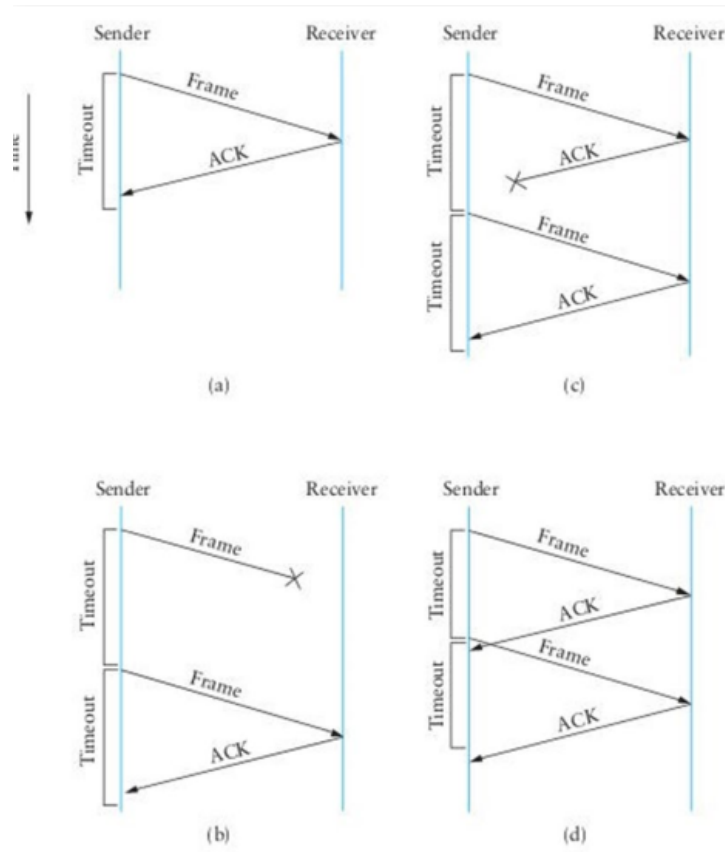 Sender
Receiver
Sender
Receiver
Timeout
Frame
ACK
Timeout
Frame
ACK
Timeout
Frame
ACK
(a)
(c)
Sender
Receiver
Sender
Receiver
Timeout
Frame
Timeout
Frame
ACK
Timeout
Frame
ACK
Timeout
Frame
ACK
(b)
(d)